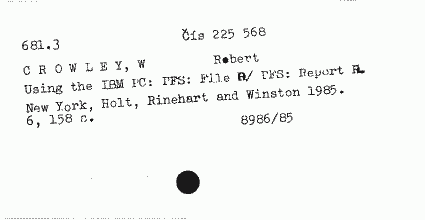 Čís 225 568
681.3
C R O W L E Y, W Robert
Using the IBM PC: PFS: File R/ PFS: Report R.
New York, Holt, Rinehart and Winston 1985.
6, 158 c.
8986/85